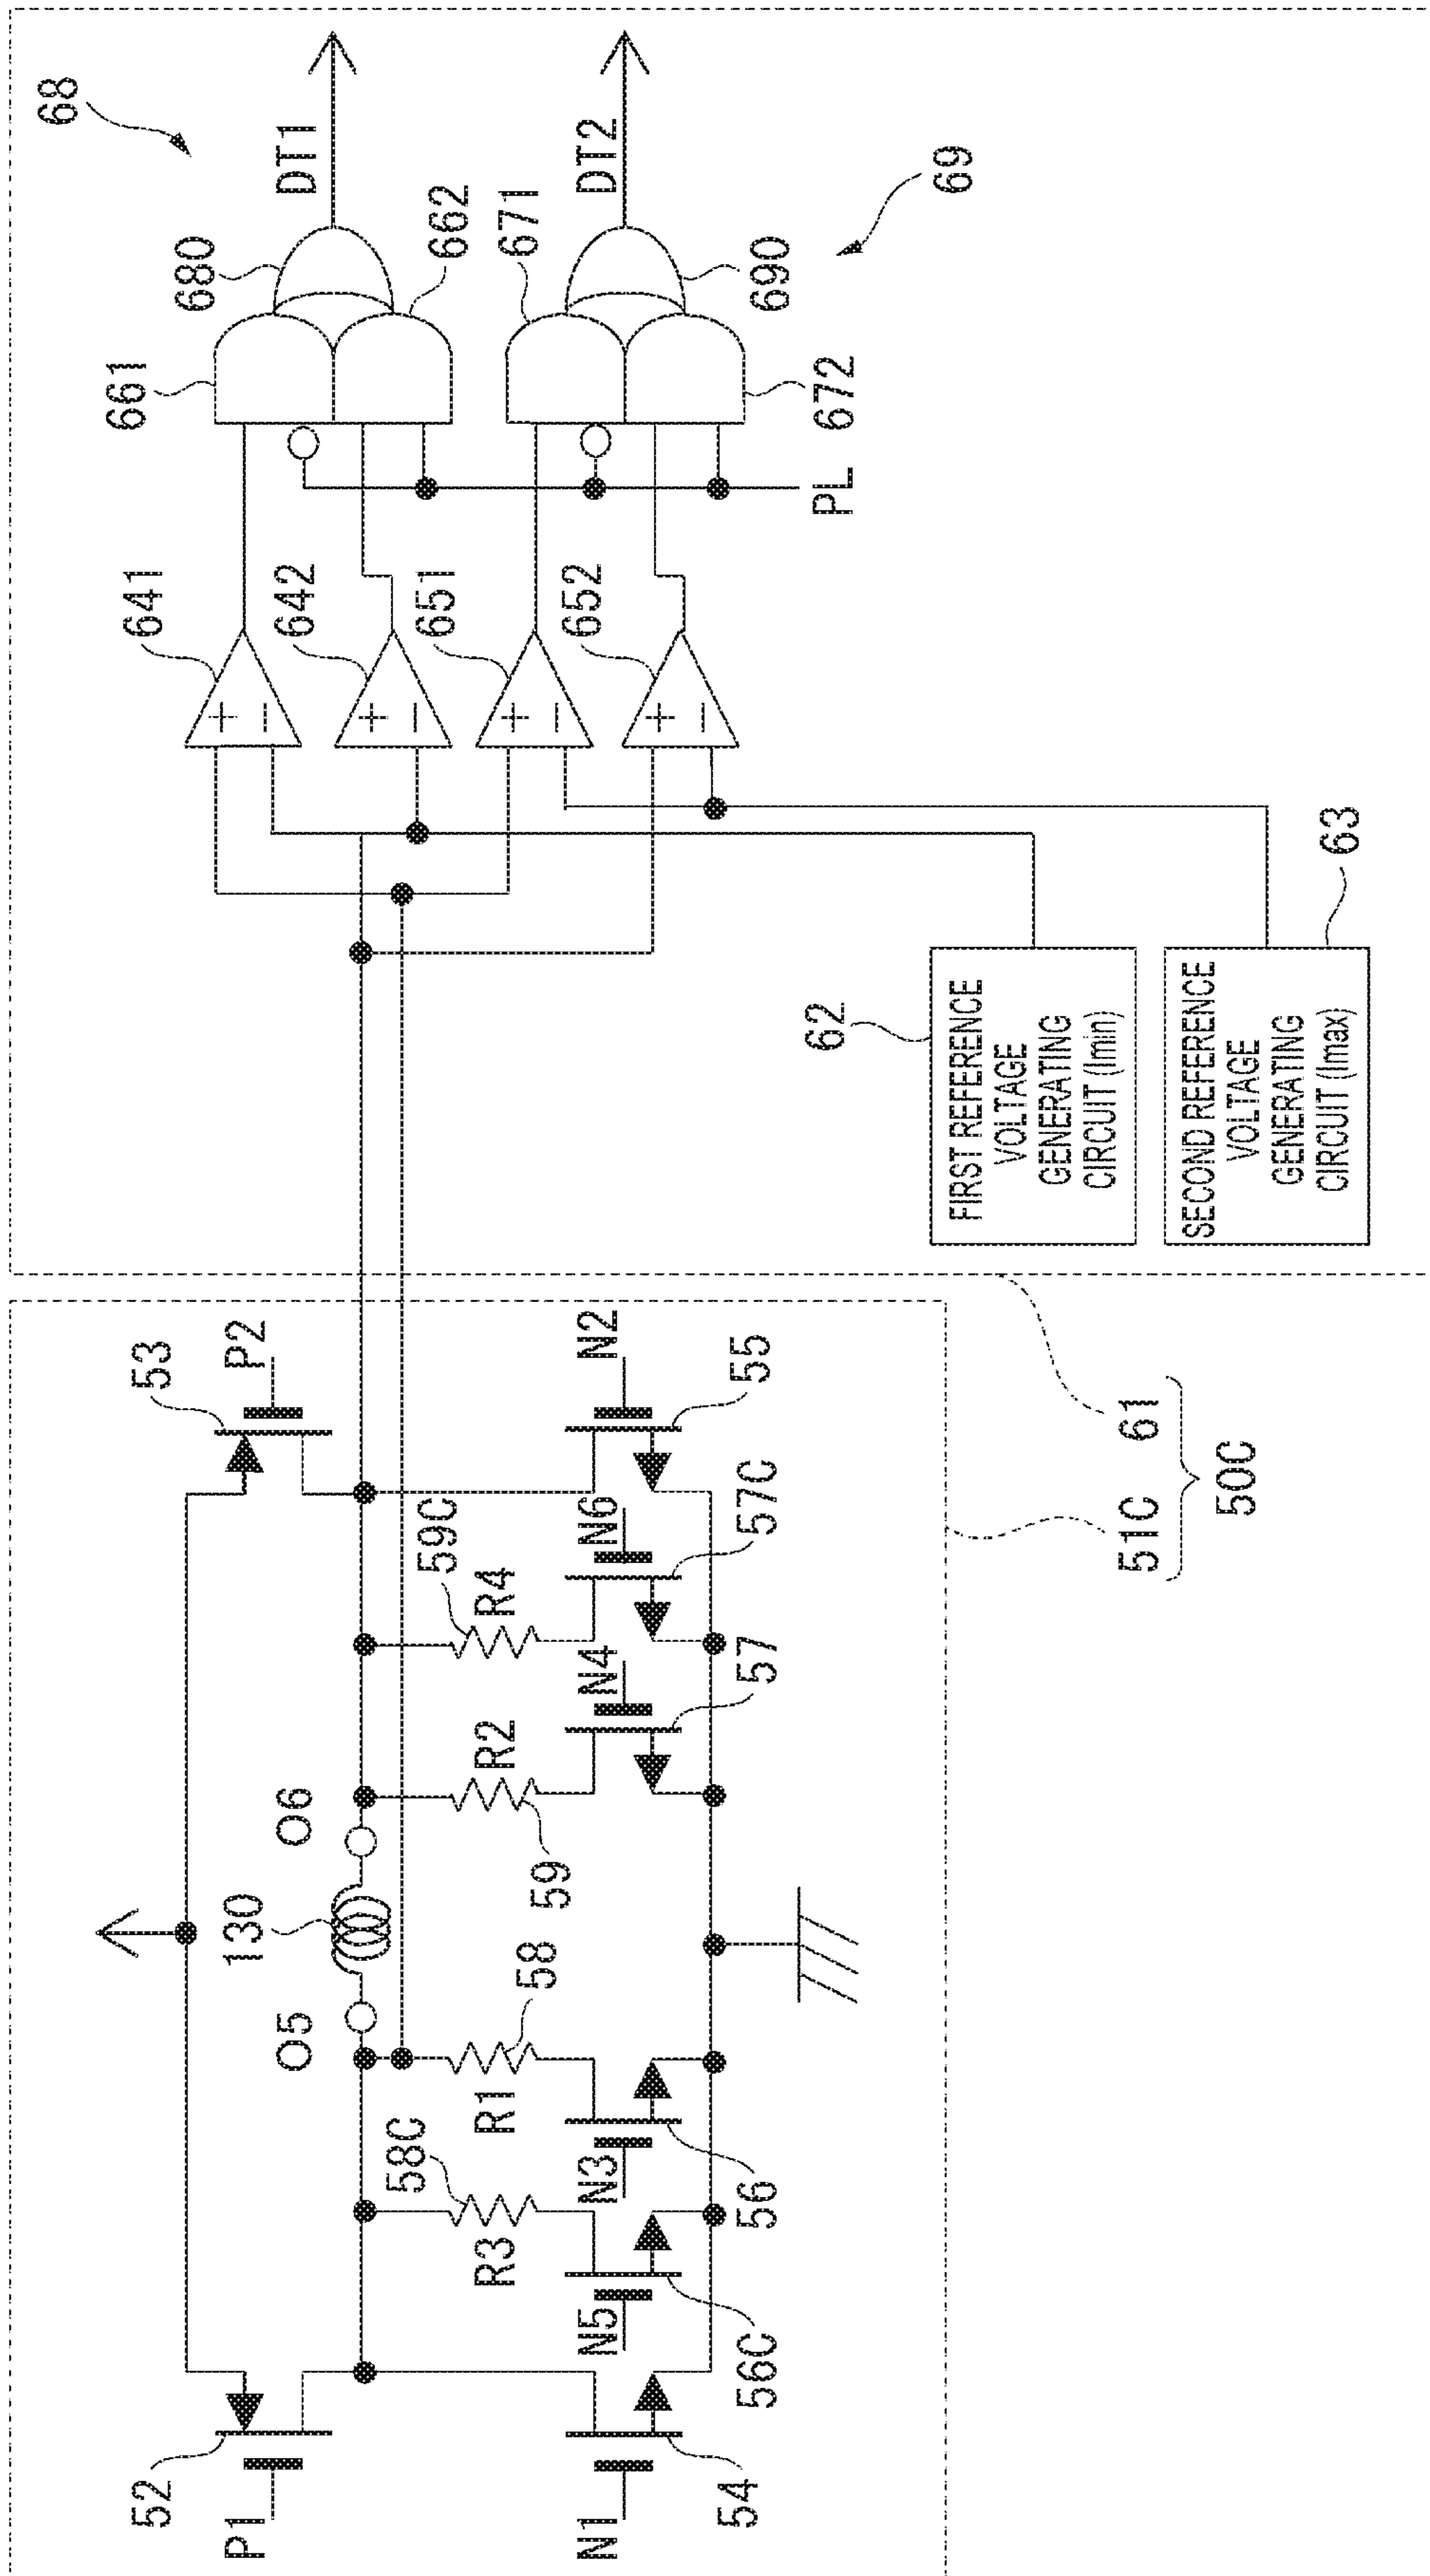 68
DT1
DT2
69
680
662
671
690
661
672
PL
641
642
651
652
62
FIRST REFERENCE
VOLTAGE
GENERATING
CIRCUIT (Imin)
63
SECOND REFERENCE
VOLTAGE
GENERATING
CIRCUIT (Imax)
53
P2
N2
55
59C
R4
N6
57C
N4
57
R2
59
O6
130
O5
58
R1
58C
R3
N3
56
N5
56C
52
P1
N1
54
51C
61
50C
+
−
+
−
+
−
+
−